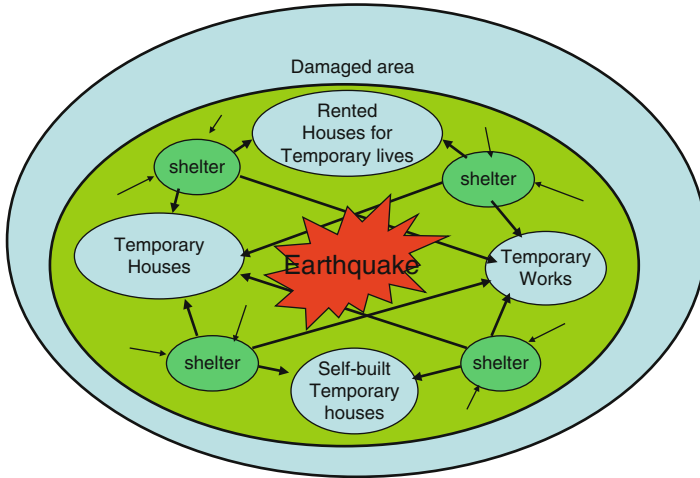 Damaged area
Rented
Houses for
Temporary lives
shelter
shelter
Temporary
Houses
Earthquake
Temporary
Works
shelter
shelter
Self-built
Temporary
houses